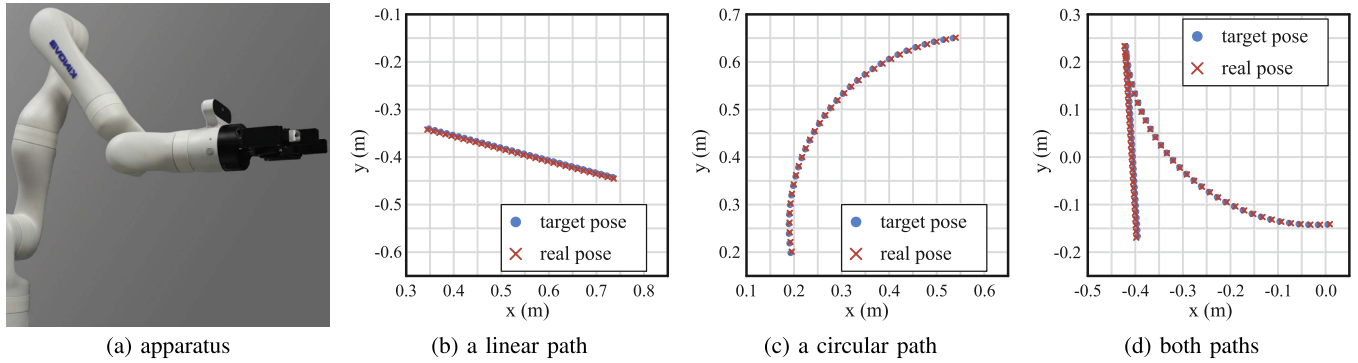 KINOVA
-0.1
-0.2
-0.3
-0.4
-0.5
-0.6
y (m)
target pose
real pose
0.3 0.4 0.5 0.6 0.7 0.8
x (m)
0.7
0.6
0.5
0.4
0.3
0.2
y (m)
target pose
real pose
0.1 0.2 0.3 0.4 0.5 0.6
x (m)
0.3
0.2
0.1
0.0
-0.1
-0.2
y (m)
target pose
real pose
-0.5 -0.4 -0.3 -0.2 -0.1 0.0
x (m)
(a) apparatus
(b) a linear path
(c) a circular path
(d) both paths